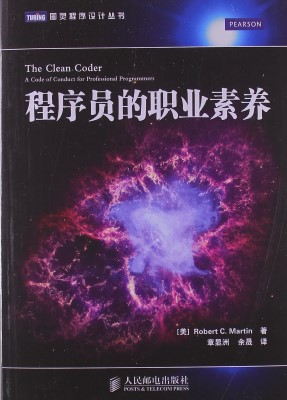 TURING 图灵程序设计丛书
PEARSON
The Clean Coder
A Code of Conduct for Professional Programmers
程序员的职业素养
[美] Robert C. Martin 著
章显洲 余晟 译
人民邮电出版社
POSTS & TELECOM PRESS